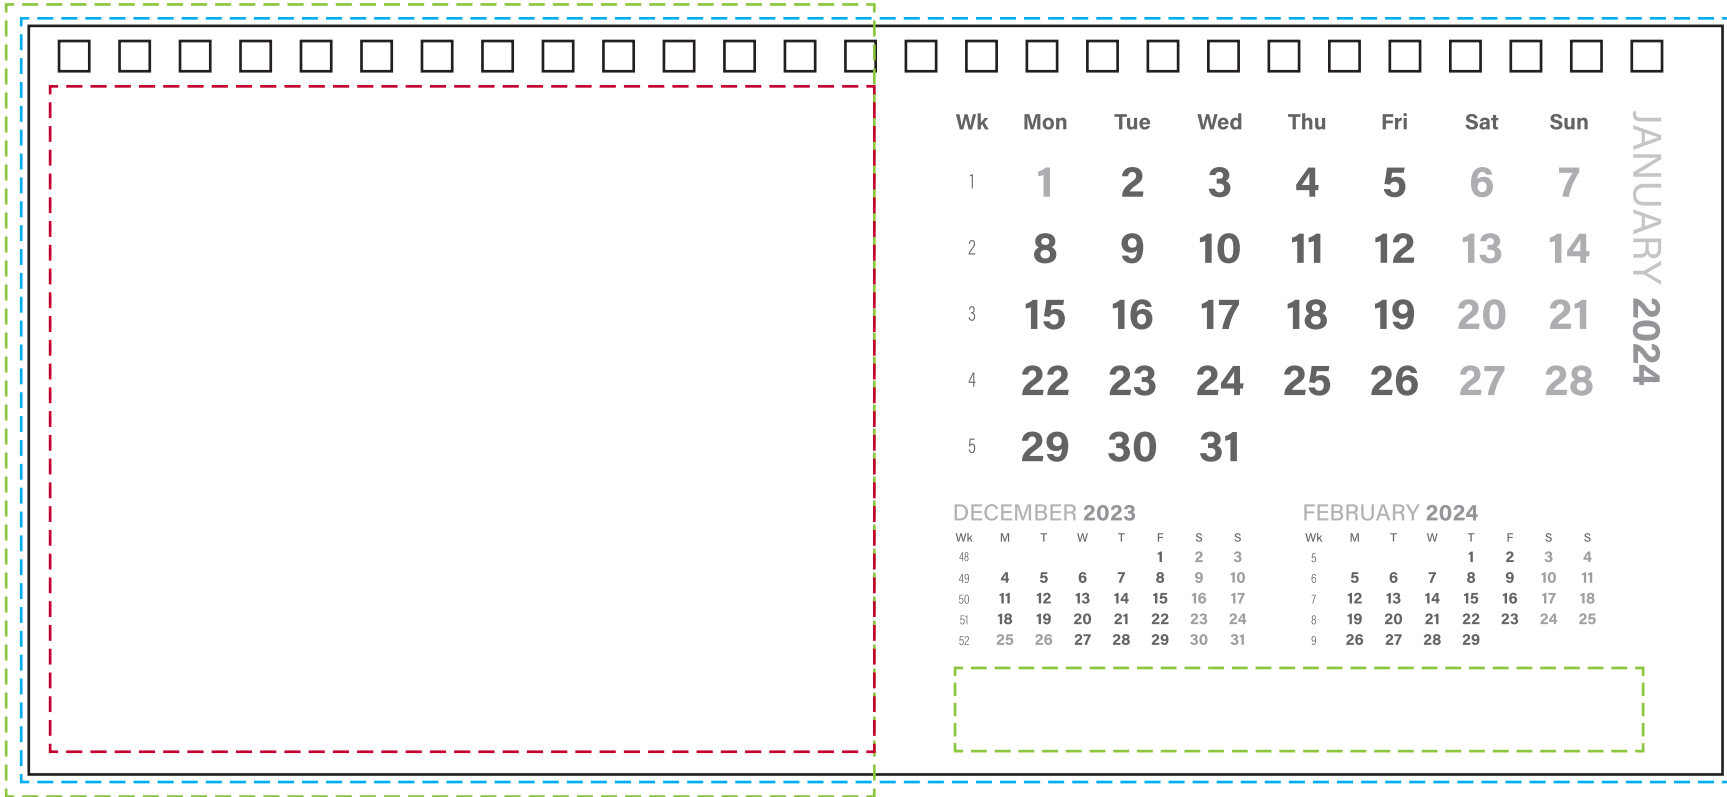 Wk Mon Tue Wed Thu Fri Sat Sun
1 1 2 3 4 5 6 7
2 8 9 10 11 12 13 14
3 15 16 17 18 19 20 21
4 22 23 24 25 26 27 28
5 29 30 31
JANUARY 2024
DECEMBER 2023
Wk M T W T F S S
48 1 2 3
49 4 5 6 7 8 9 10
50 11 12 13 14 15 16 17
51 18 19 20 21 22 23 24
52 25 26 27 28 29 30 31
FEBRUARY 2024
Wk M T W T F S S
5 1 2 3 4
6 5 6 7 8 9 10 11
7 12 13 14 15 16 17 18
8 19 20 21 22 23 24 25
9 26 27 28 29